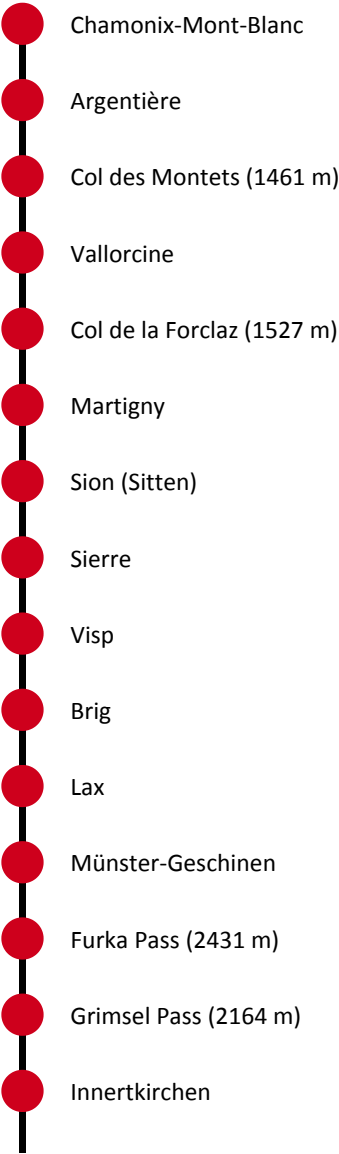 Chamonix-Mont-Blanc
Argentière
Col des Montets (1461 m)
Vallorcine
Col de la Forclaz (1527 m)
Martigny
Sion (Sitten)
Sierre
Visp
Brig
Lax
Münster-Geschinen
Furka Pass (2431 m)
Grimsel Pass (2164 m)
Innertkirchen